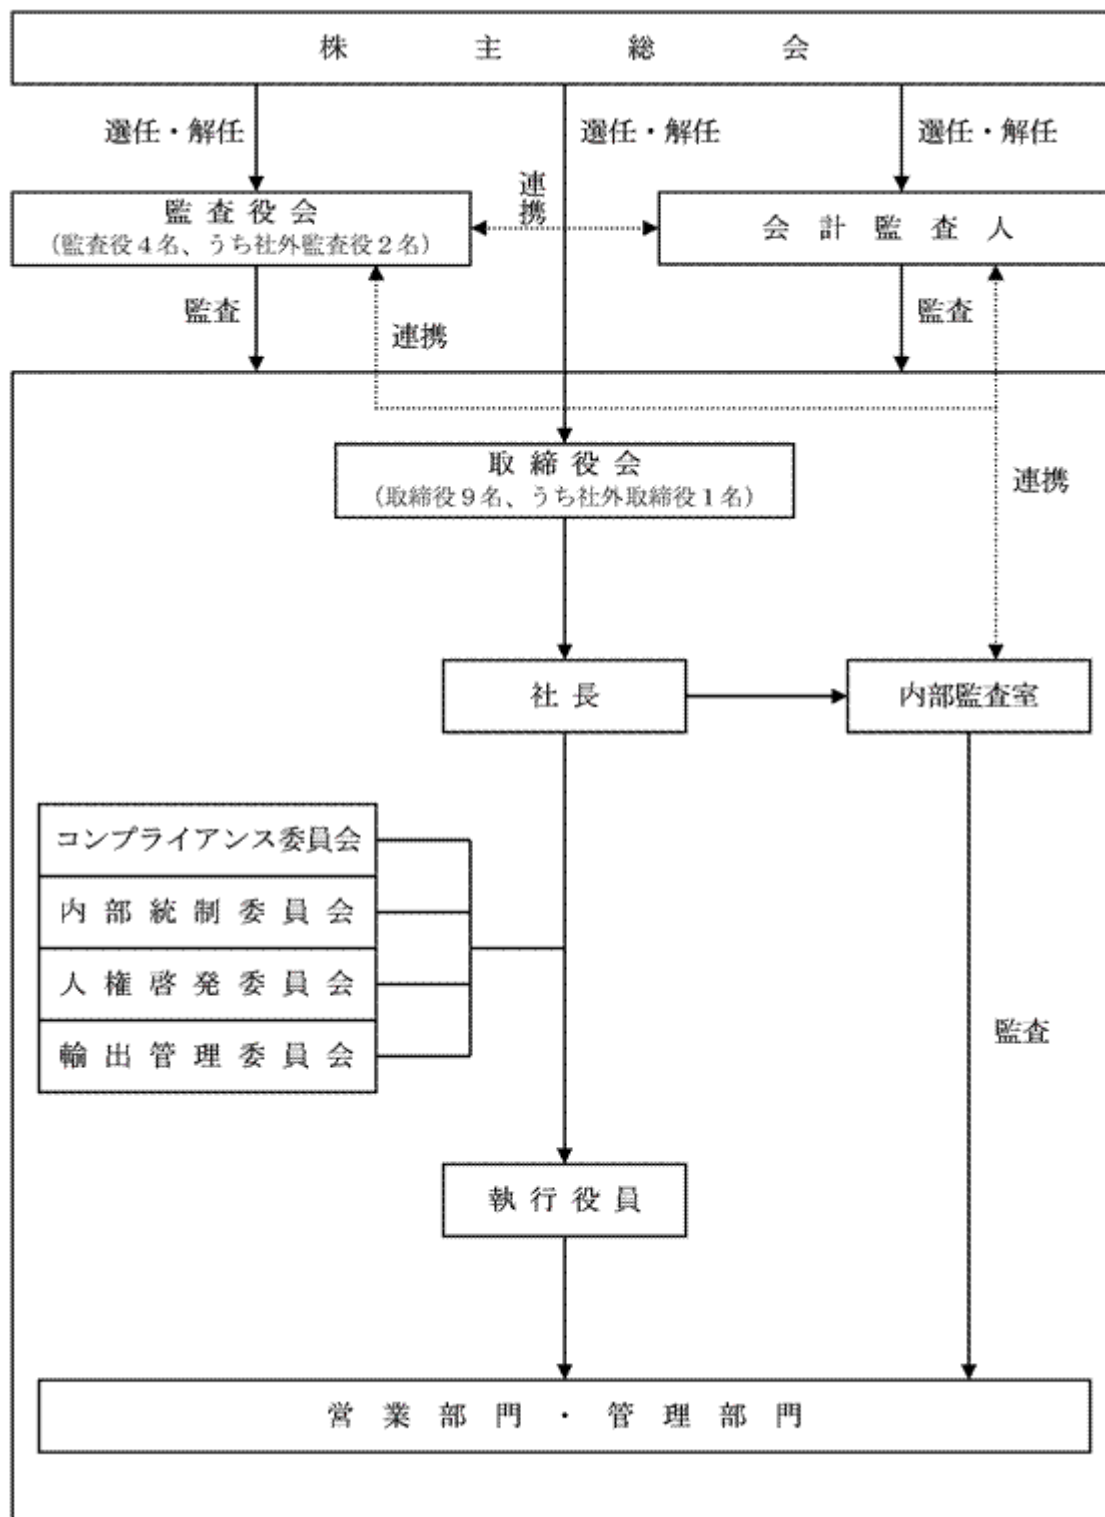 株主総会
選任・解任
選任・解任
選任・解任
連携
監査役会
（監査役４名、うち社外監査役２名）
会計監査人
監査
連携
監査
取締役会
（取締役９名、うち社外取締役１名）
連携
社長
内部監査室
コンプライアンス委員会
内部統制委員会
人権啓発委員会
輸出管理委員会
監査
執行役員
営業部門・管理部門